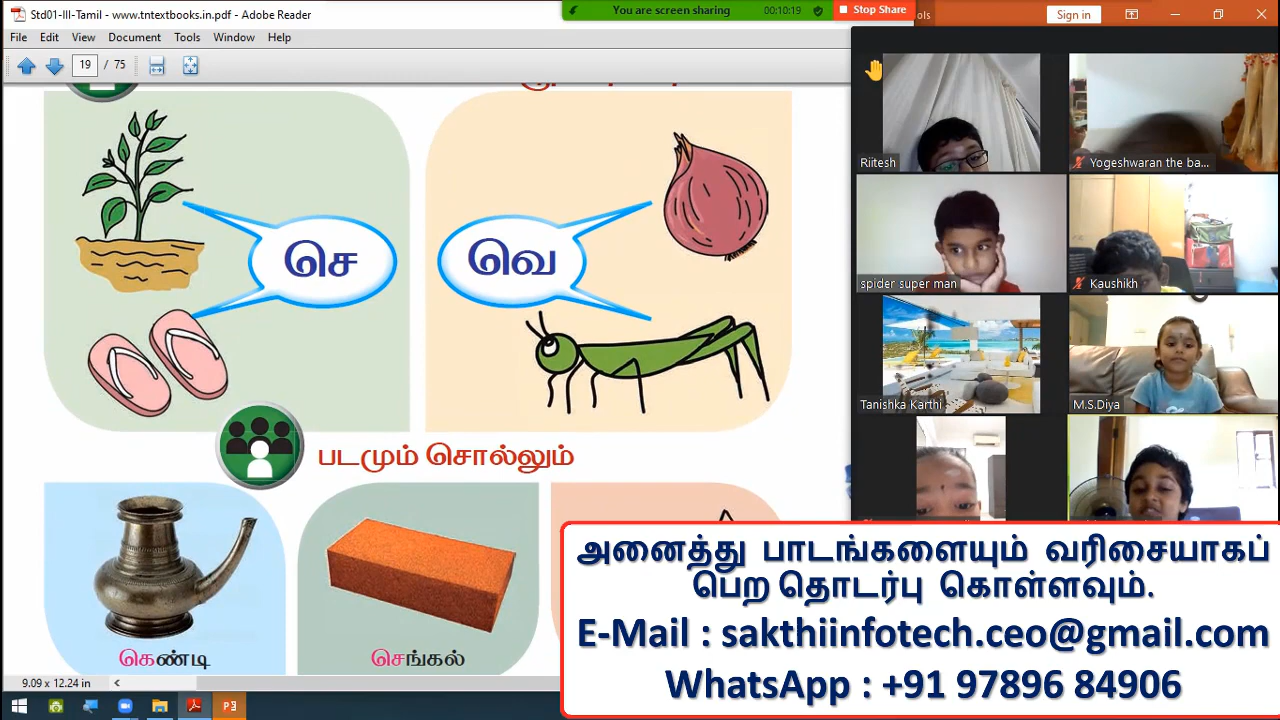 Std01-III-Tamil - www.tntextbooks.in.pdf - Adobe Reader
You are screen sharing
00:10:19
Stop Share
Sign in
File Edit View Document Tools Window Help
19 / 75
செ
வெ
படமும் சொல்லும்
கெண்டி
செங்கல்
Riitesh
Yogeshwaran the ba...
spider super man
Kaushikh
Tanishka Karthi
M.S.Diya
அனைத்து பாடங்களையும் வரிசையாகப்
பெற தொடர்பு கொள்ளவும்.
E-Mail : sakthiinfotech.ceo@gmail.com
WhatsApp : +91 97896 84906
9.09 x 12.24 in